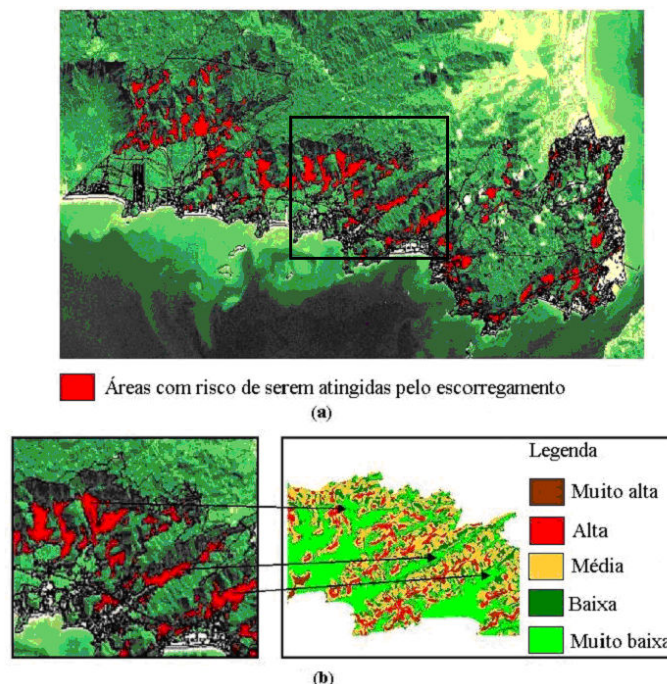 Áreas com risco de serem atingidas pelo escorregamento
(a)
Legenda
Muito alta
Alta
Média
Baixa
Muito baixa
(b)